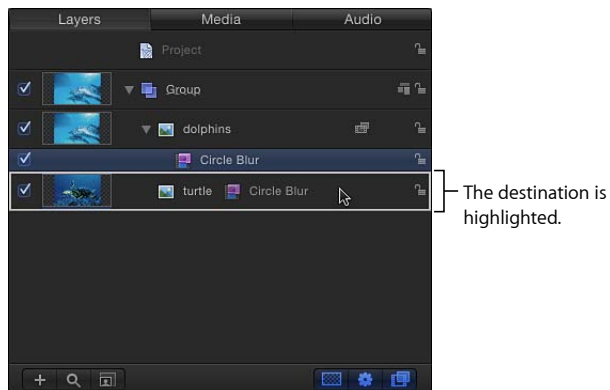 Layers Media Audio
Project
Group
dolphins
Circle Blur
turtle Circle Blur
The destination is
highlighted.